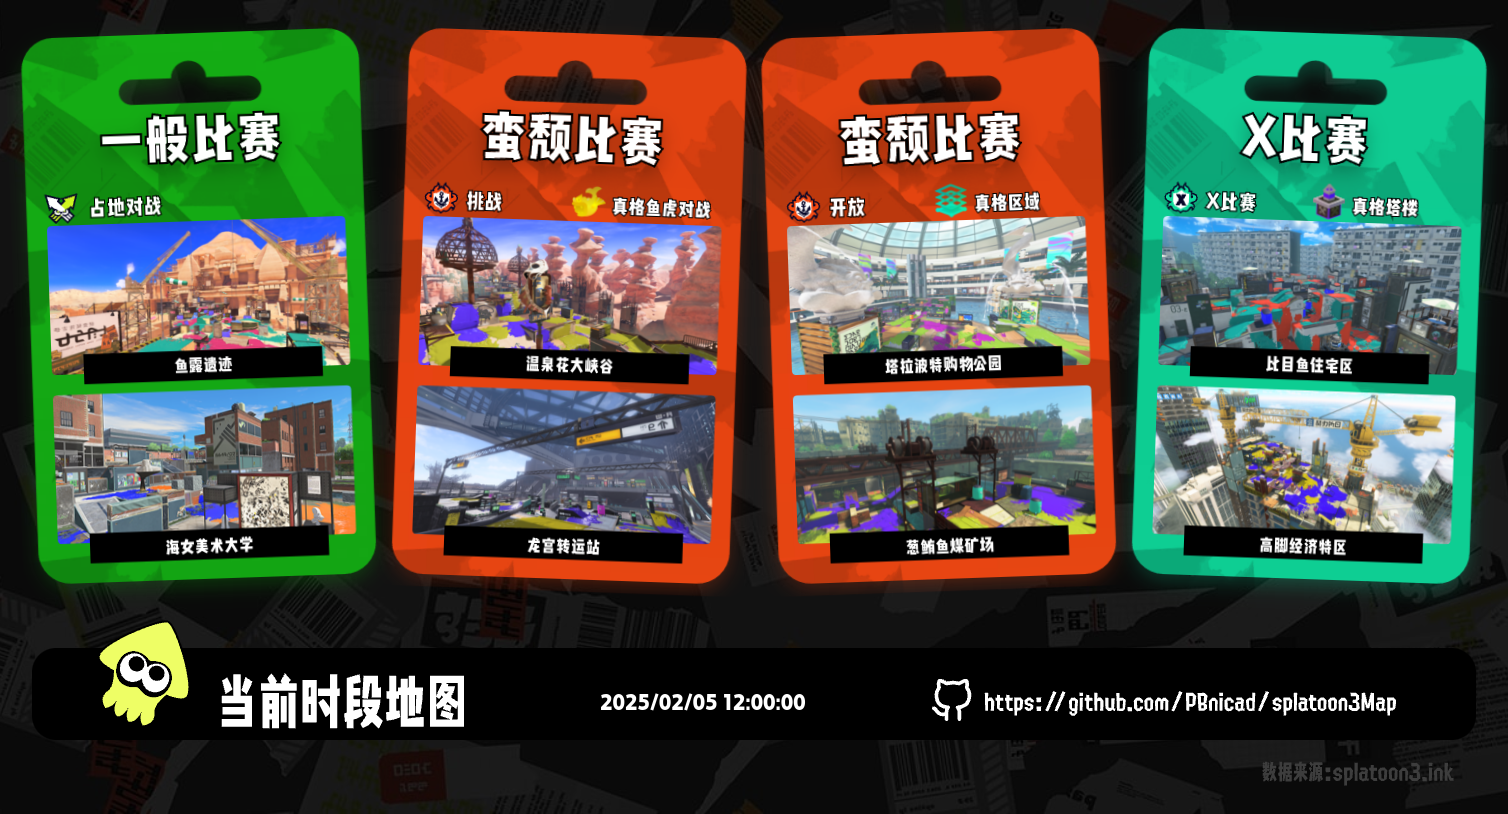 一般比赛
占地对战
鱼露遗迹
海女美术大学
蛮颓比赛
挑战
真格鱼虎对战
温泉花大峡谷
龙宫转运站
蛮颓比赛
开放
真格区域
塔拉波特购物公园
葱鲔鱼煤矿场
X比赛
X比赛
真格塔楼
比目鱼住宅区
高脚经济特区
当前时段地图
2025/02/05 12:00:00
https://github.com/PBnicad/splatoon3Map
数据来源:splatoon3.ink